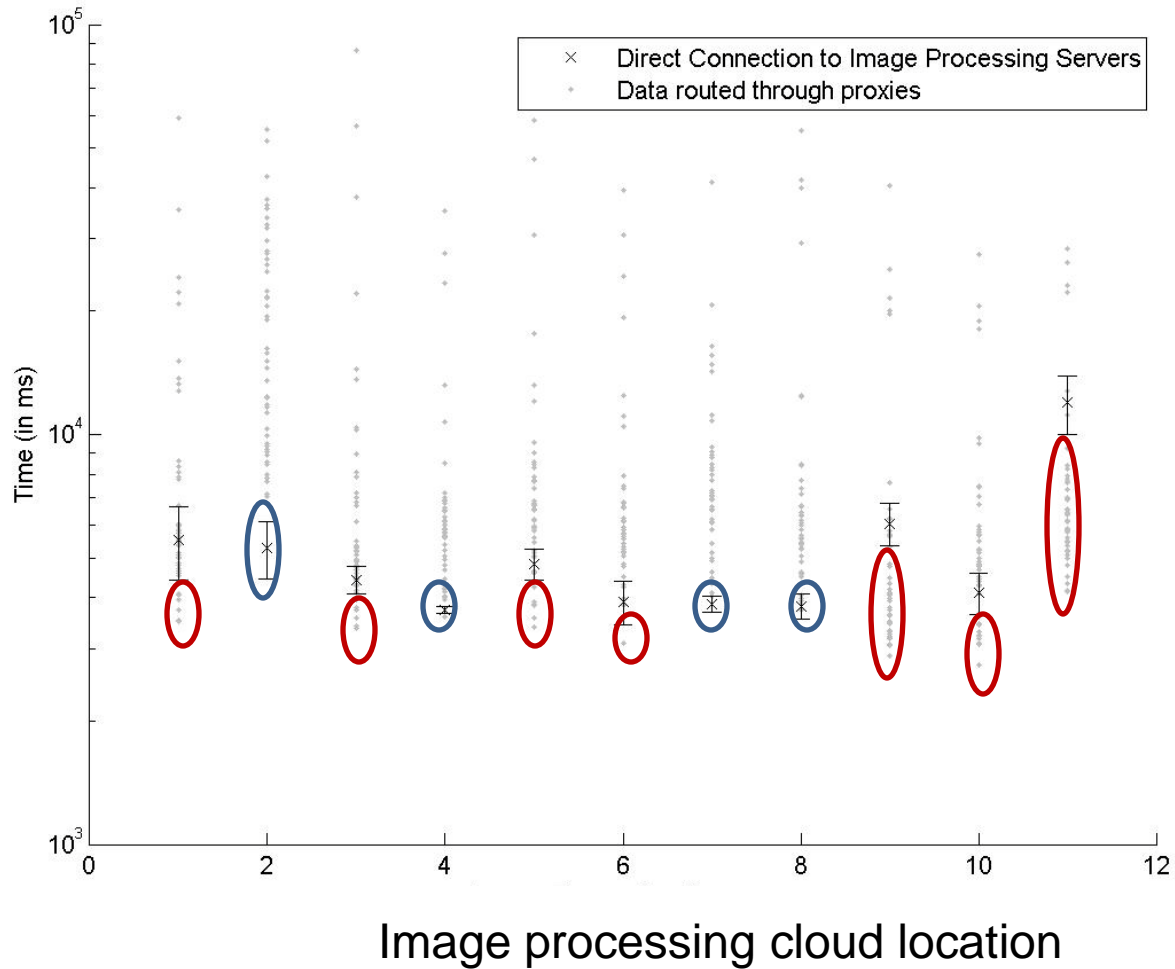 10^5
Direct Connection to Image Processing Servers
Data routed through proxies
Time (in ms)
10^4
10^3
0 2 4 6 8 10 12
Image processing cloud location